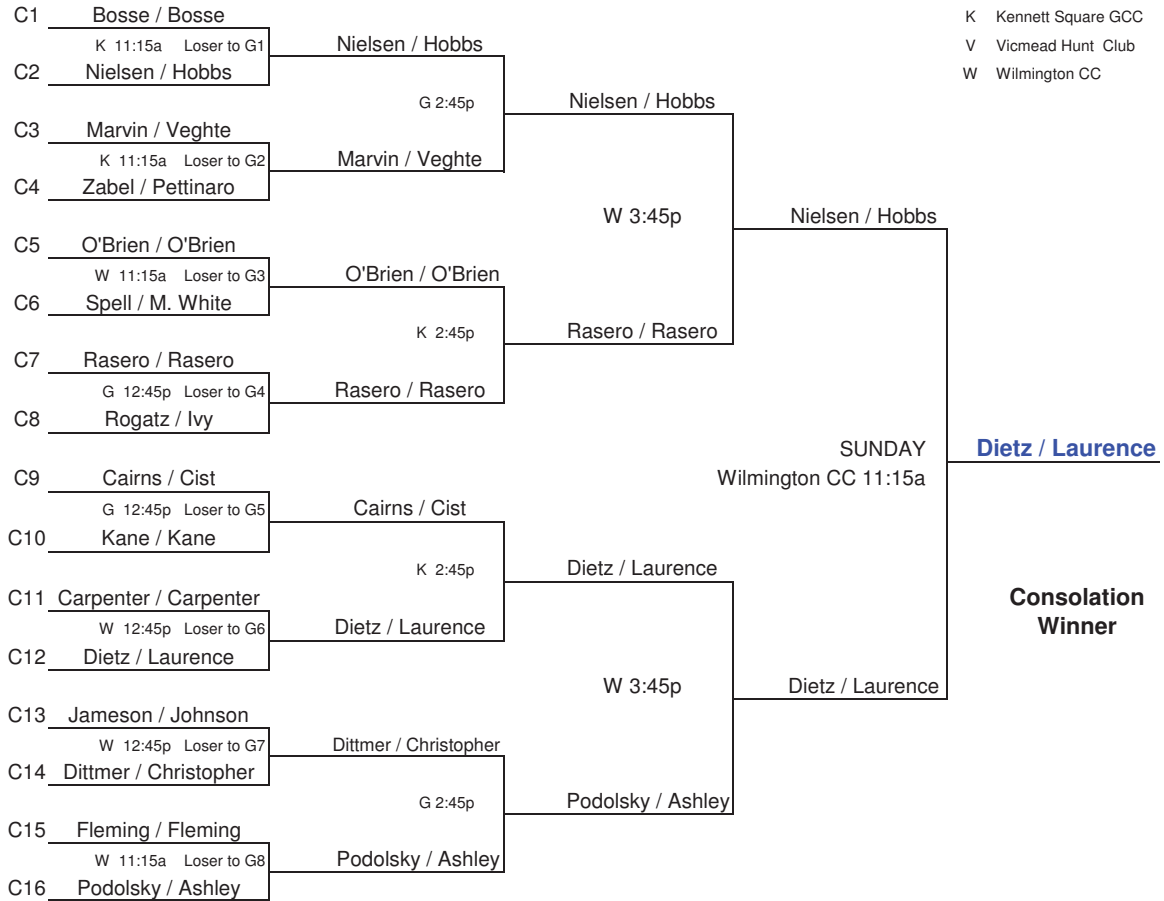 C1 Bosse / Bosse
K 11:15a Loser to G1
C2 Nielsen / Hobbs
C3 Marvin / Veghte
K 11:15a Loser to G2
C4 Zabel / Pettinaro
C5 O'Brien / O'Brien
W 11:15a Loser to G3
C6 Spell / M. White
C7 Rasero / Rasero
G 12:45p Loser to G4
C8 Rogatz / Ivy
C9 Cairns / Cist
G 12:45p Loser to G5
C10 Kane / Kane
C11 Carpenter / Carpenter
W 12:45p Loser to G6
C12 Dietz / Laurence
C13 Jameson / Johnson
W 12:45p Loser to G7
C14 Dittmer / Christopher
C15 Fleming / Fleming
W 11:15a Loser to G8
C16 Podolsky / Ashley
Nielsen / Hobbs
G 2:45p
Marvin / Veghte
O'Brien / O'Brien
K 2:45p
Rasero / Rasero
Cairns / Cist
K 2:45p
Dietz / Laurence
Dittmer / Christopher
G 2:45p
Podolsky / Ashley
Nielsen / Hobbs
W 3:45p
Rasero / Rasero
Dietz / Laurence
W 3:45p
Podolsky / Ashley
Nielsen / Hobbs
SUNDAY
Wilmington CC 11:15a
Dietz / Laurence
K Kennett Square GCC
V Vicmead Hunt Club
W Wilmington CC
Dietz / Laurence
Consolation
Winner